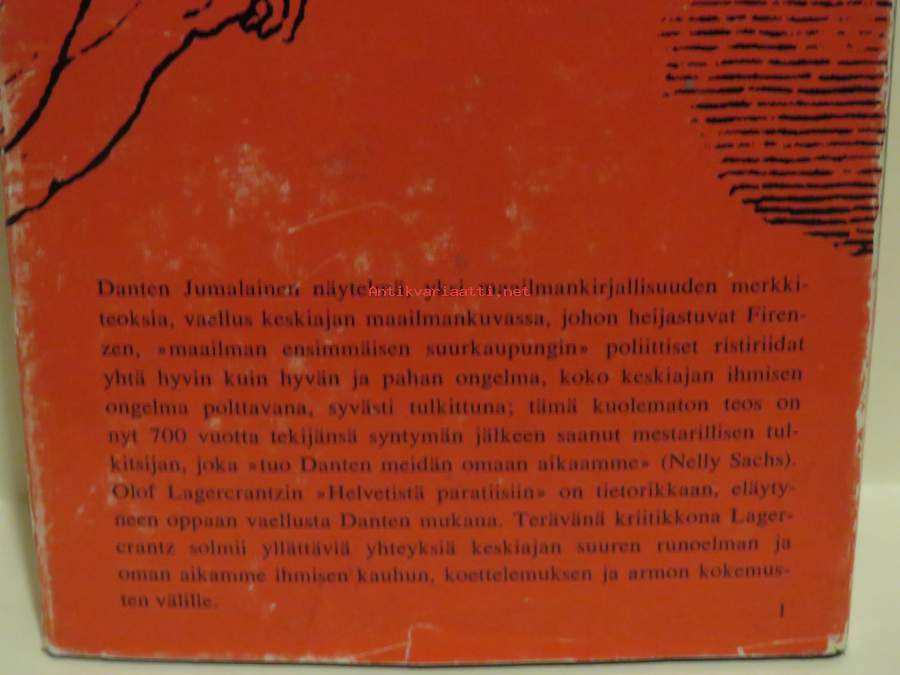 Danten Jumalainen näytelmä, yksi maailmankirjallisuuden merkki-
Antikvariaatti.net
teoksia, vaellus keskiajan maailmankuvassa, johon heijastuvat Firen-
zen, »maailman ensimmäisen suurkaupungin» poliittiset ristiriidat
yhtä hyvin kuin hyvän ja pahan ongelma, koko keskiajan ihmisen
ongelma polttavana, syvästi tulkittuna; tämä kuolematon teos on
nyt 700 vuotta tekijänsä syntymän jälkeen saanut mestarillisen tul-
kitsijan, joka »tuo Danten meidän omaan aikaamme» (Nelly Sachs).
Olof Lagercrantzin »Helvetistä paratiisiin» on tietorikkaan, eläyty-
neen oppaan vaellusta Danten mukana. Terävänä kriitikkona Lager-
crantz solmii yllättäviä yhteyksiä keskiajan suuren runoelman ja
oman aikamme ihmisen kauhun, koettelemuksen ja armon kokemus-
ten välille.
1